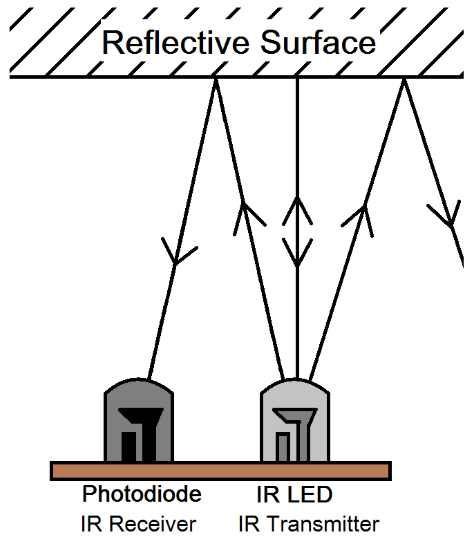 Reflective Surface
Photodiode IR LED
IR Receiver IR Transmitter